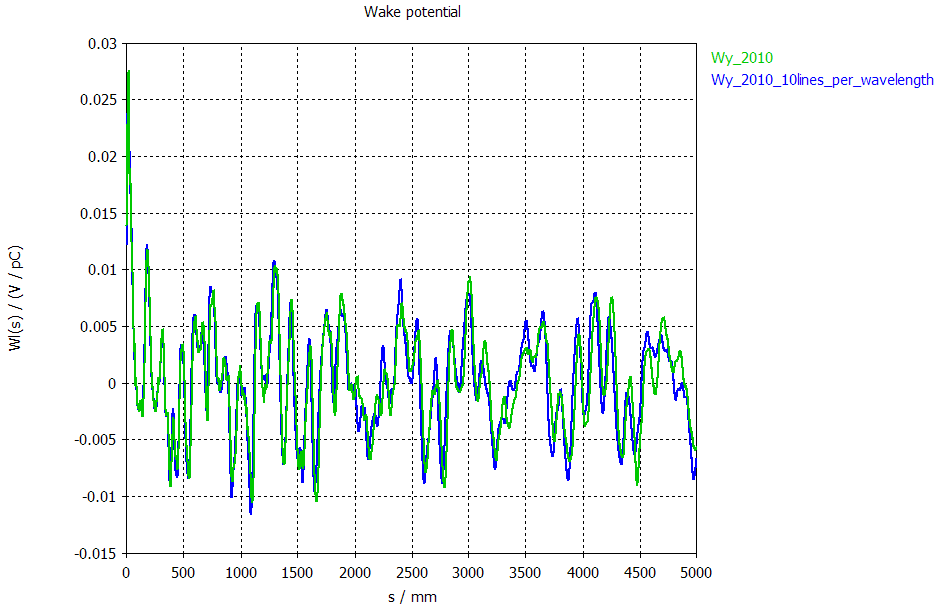 Wake potential
Wy_2010
Wy_2010_10lines_per_wavelength
Wl(s) / (V / pC)
0.03
0.025
0.02
0.015
0.01
0.005
0
-0.005
-0.01
-0.015
0 500 1000 1500 2000 2500 3000 3500 4000 4500 5000
s / mm